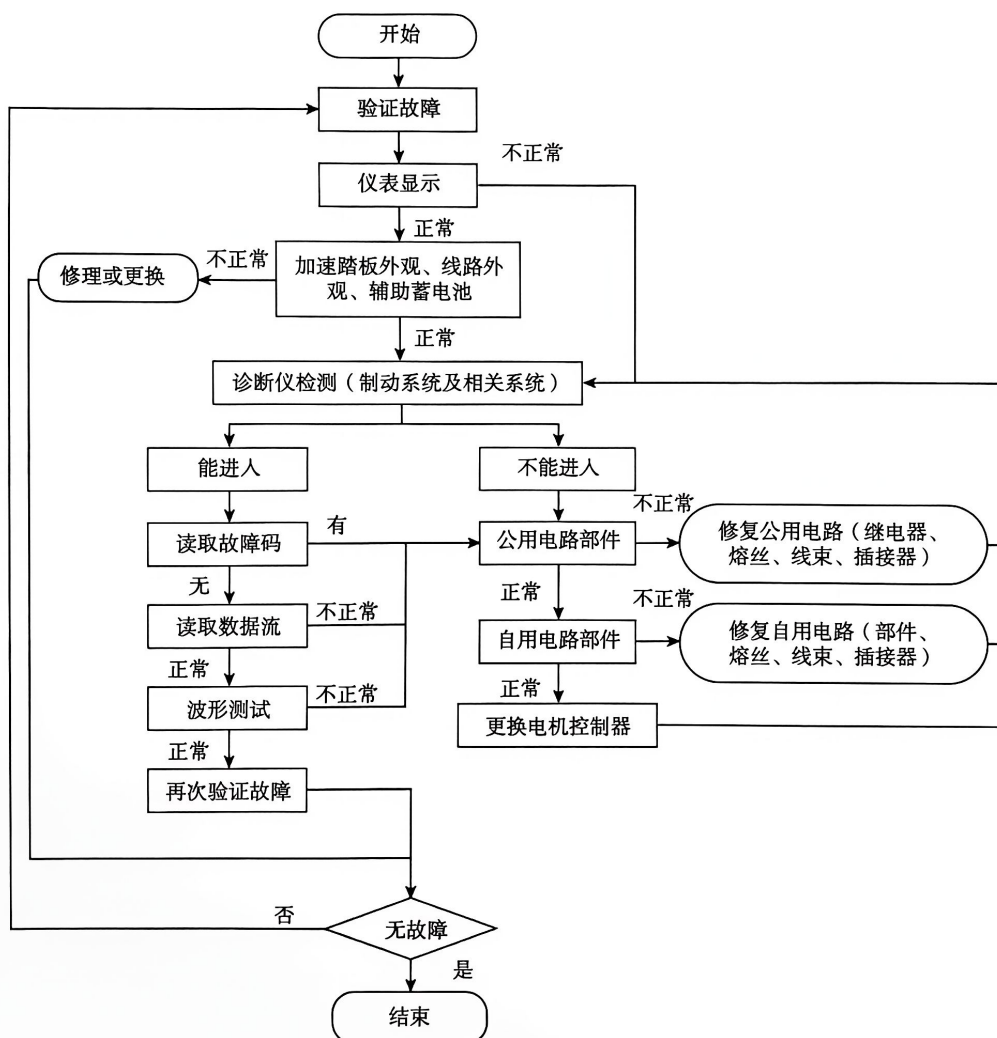 开始
验证故障
不正常
仪表显示
正常
不正常
修理或更换
加速踏板外观、线路外
观、辅助蓄电池
正常
诊断仪检测（制动系统及相关系统）
能进人
不能进人
不正常
有
读取故障码
公用电路部件
修复公用电路（继电器、
熔丝、线束、插接器）
无
正常
不正常
不正常
读取数据流
自用电路部件
修复自用电路（部件、
熔丝、线束、插接器）
正常
不正常
正常
波形测试
更换电机控制器
正常
再次验证故障
否
无故障
是
结束